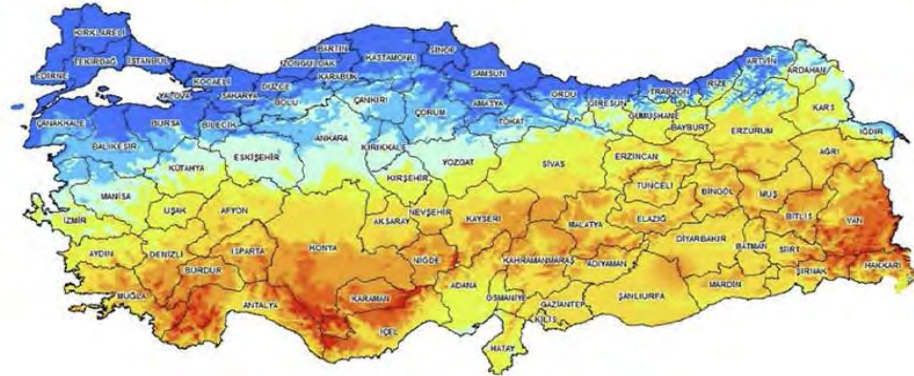 KIRKLARELİ
TEKİRDAĞ
İSTANBUL
EDİRNE
YALOVA
KOCAELİ
SAKARYA
DÜZCE
ZONGULDAK
BARTIN
KARABÜK
KASTAMONU
SİNOP
SAMSUN
BOLU
ÇANKIRI
ÇORUM
AMASYA
TOKAT
ORDU
GİRESUN
TRABZON
RİZE
ARTVİN
ARDAHAN
KARS
GÜMÜŞHANE
BAYBURT
ERZURUM
IĞDIR
AĞRI
ÇANAKKALE
BALIKESİR
BURSA
BİLECİK
KÜTAHYA
ESKİŞEHİR
ANKARA
KIRIKKALE
KIRŞEHİR
YOZGAT
SİVAS
ERZİNCAN
TUNCELİ
BİNGÖL
MUŞ
BİTLİS
VAN
MANİSA
İZMİR
UŞAK
AFYON
AKSARAY
NEVŞEHİR
KAYSERİ
MALATYA
ELAZIĞ
DİYARBAKIR
BATMAN
SİİRT
ŞIRNAK
HAKKARİ
AYDIN
DENİZLİ
BURDUR
ISPARTA
KONYA
NİĞDE
KAHRAMANMARAŞ
ADIYAMAN
MARDİN
MUĞLA
ANTALYA
KARAMAN
İÇEL
ADANA
OSMANİYE
GAZİANTEP
ŞANLIURFA
KİLİS
HATAY